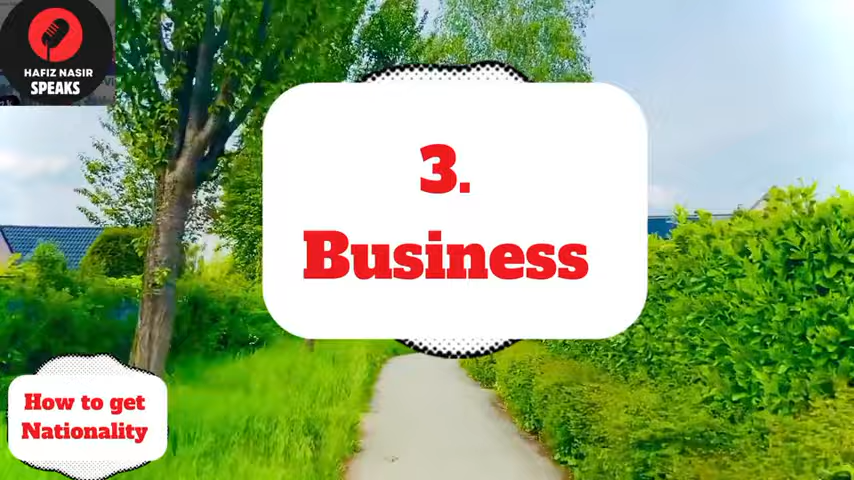 HAFIZ NASIR
SPEAKS
3.
Business
How to get
Nationality